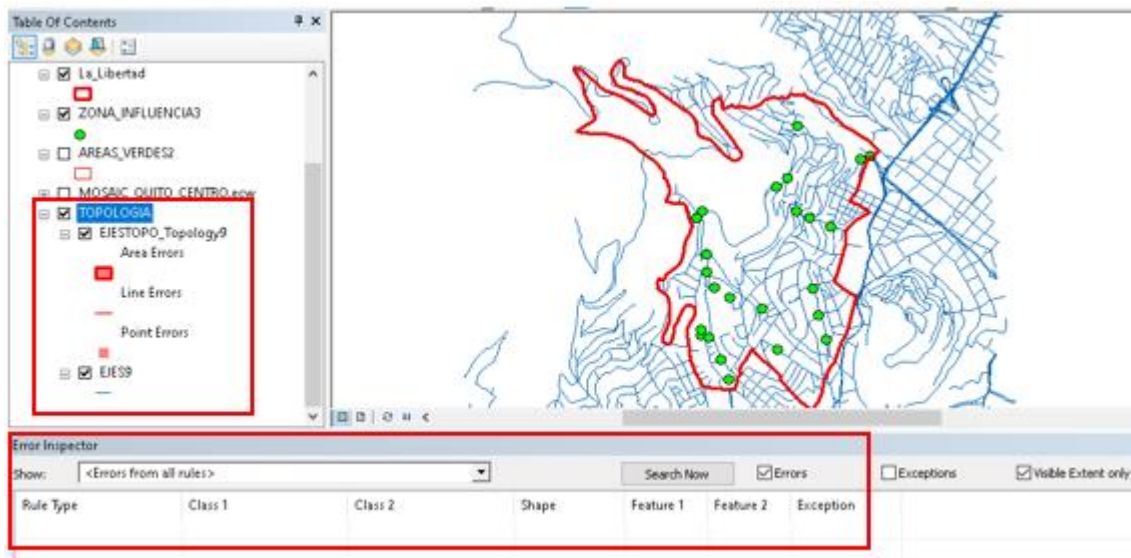 Table Of Contents
La_Libertad
ZONA_INFLUENCIA3
AREAS_VERDES2
MOSAIC_QUITO_CENTRO.ecw
TOPOLOGIA
EJESTOPO_Topology9
Area Errors
Line Errors
Point Errors
EJES9
Error Inspector
Show: <Errors from all rules> Search Now Errors Exceptions Visible Extent only
Rule Type Class 1 Class 2 Shape Feature 1 Feature 2 Exception